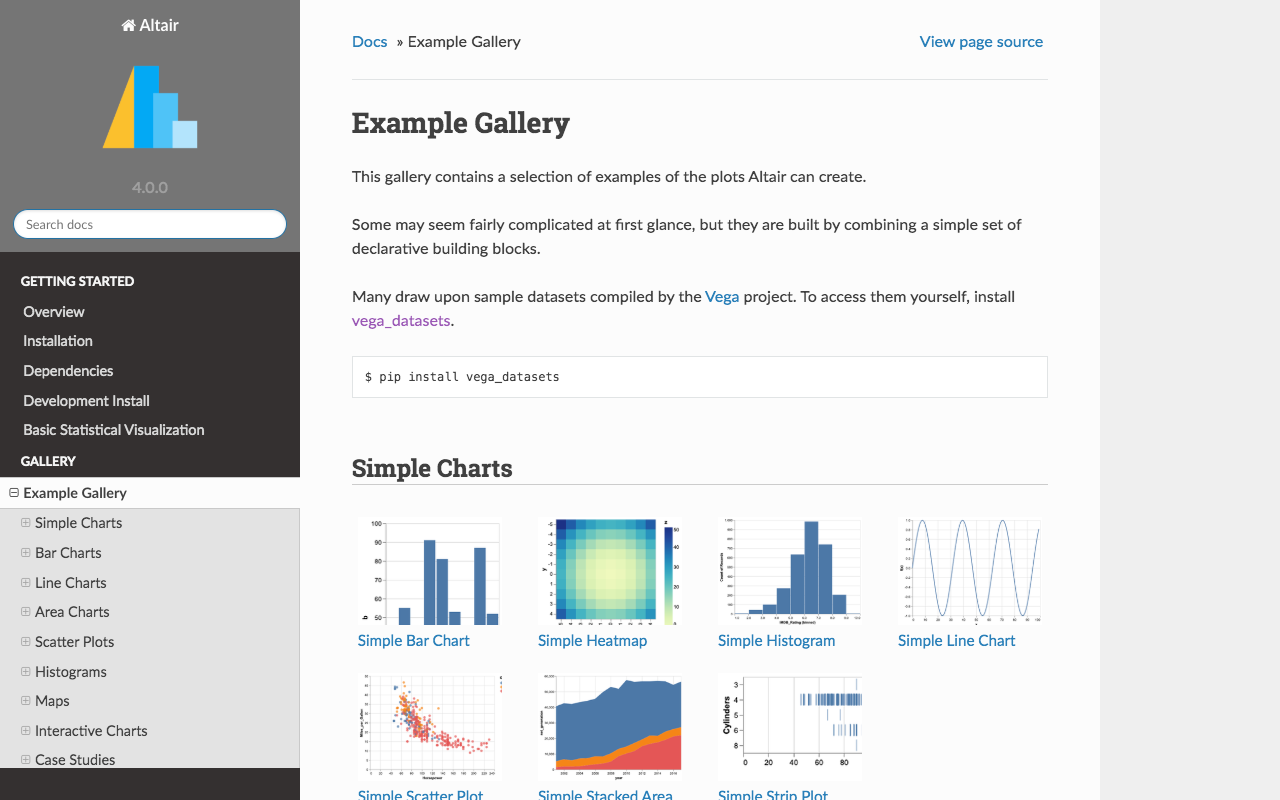 Altair
4.0.0
Search docs
GETTING STARTED
Overview
Installation
Dependencies
Development Install
Basic Statistical Visualization
GALLERY
Example Gallery
Simple Charts
Bar Charts
Line Charts
Area Charts
Scatter Plots
Histograms
Maps
Interactive Charts
Case Studies
Docs » Example Gallery
View page source
Example Gallery
This gallery contains a selection of examples of the plots Altair can create.
Some may seem fairly complicated at first glance, but they are built by combining a simple set of
declarative building blocks.
Many draw upon sample datasets compiled by the Vega project. To access them yourself, install
vega_datasets.
$ pip install vega_datasets
Simple Charts
100
90
80
70
60
50
b
Simple Bar Chart
Simple Heatmap
Simple Histogram
Simple Line Chart
Cylinders
3
4
5
6
8
0 20 40 60 80
Simple Scatter Plot
Simple Stacked Area
Simple Strip Plot